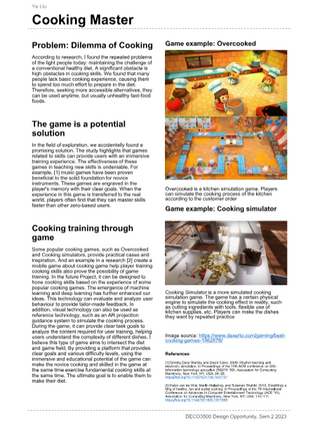 Ye Liu
Cooking Master
Problem: Dilemma of Cooking
According to research, I found the repeated problems
of the light people today: maintaining the challenge of
a conventional healthy diet. A significant obstacle is
high obstacles in cooking skills. We found that many
people lack basic cooking experience, causing them
to spend too much effort to prepare in the diet.
Therefore, seeking more accessible alternatives, they
can be used anytime, but usually unhealthy fast-food
foods.
The game is a potential
solution
In the field of exploration, we accidentally found a
promising solution. The study highlights that games
related to skills can provide users with an immersive
training experience. The effectiveness of these
games in teaching new skills is undeniable. For
example, [1] music games have been proven
beneficial to the solid foundation for novice
instruments. These games are engraved in the
player's memory with their clear goals. When the
experience in this game is transferred to the real
world, players often find that they can master skills
faster than other zero-based users.
Cooking training through
game
Some popular cooking games, such as Overcooked
and Cooking simulators, provide practical cases and
inspiration. And an example in a research [2] create a
mobile game about cooking game help player training
cooking skills also prove the possibility of game
training. In the future Project, it can be designed to
hone cooking skills based on the experience of some
popular cooking games. The emergence of machine
learning and deep learning has further enhanced our
ideas. This technology can evaluate and analyze user
behaviour to provide tailor-made feedback. In
addition, visual technology can also be used as
reference technology, such as an AR projection
guidance system to simulate the cooking process.
During the game, it can provide clear task goals to
analyze the content required for user training, helping
users understand the complexity of different dishes. I
believe this type of game aims to intersect the diet
and game field. By providing a platform that provides
clear goals and various difficulty levels, using the
immersive and educational potential of the game can
make the novice cooking and skilled in the game at
the same time exercise fundamental cooking skills at
the same time. The ultimate goal is to enable them to
make their diet.
Game example: Overcooked
Overcooked is a kitchen simulation game. Players
can simulate the cooking process of the kitchen
according to the customer order
Game example: Cooking simulator
Cooking Simulator is a more simulated cooking
simulation game. The game has a certain physical
engine to simulate the cooking effect in reality, such
as cutting ingredients with tools, flexible use of
kitchen supplies, etc. Players can make the dishes
they want by repeated practice
Image source:
References
DECO3500 Design Opportunity, Sem 2 2023